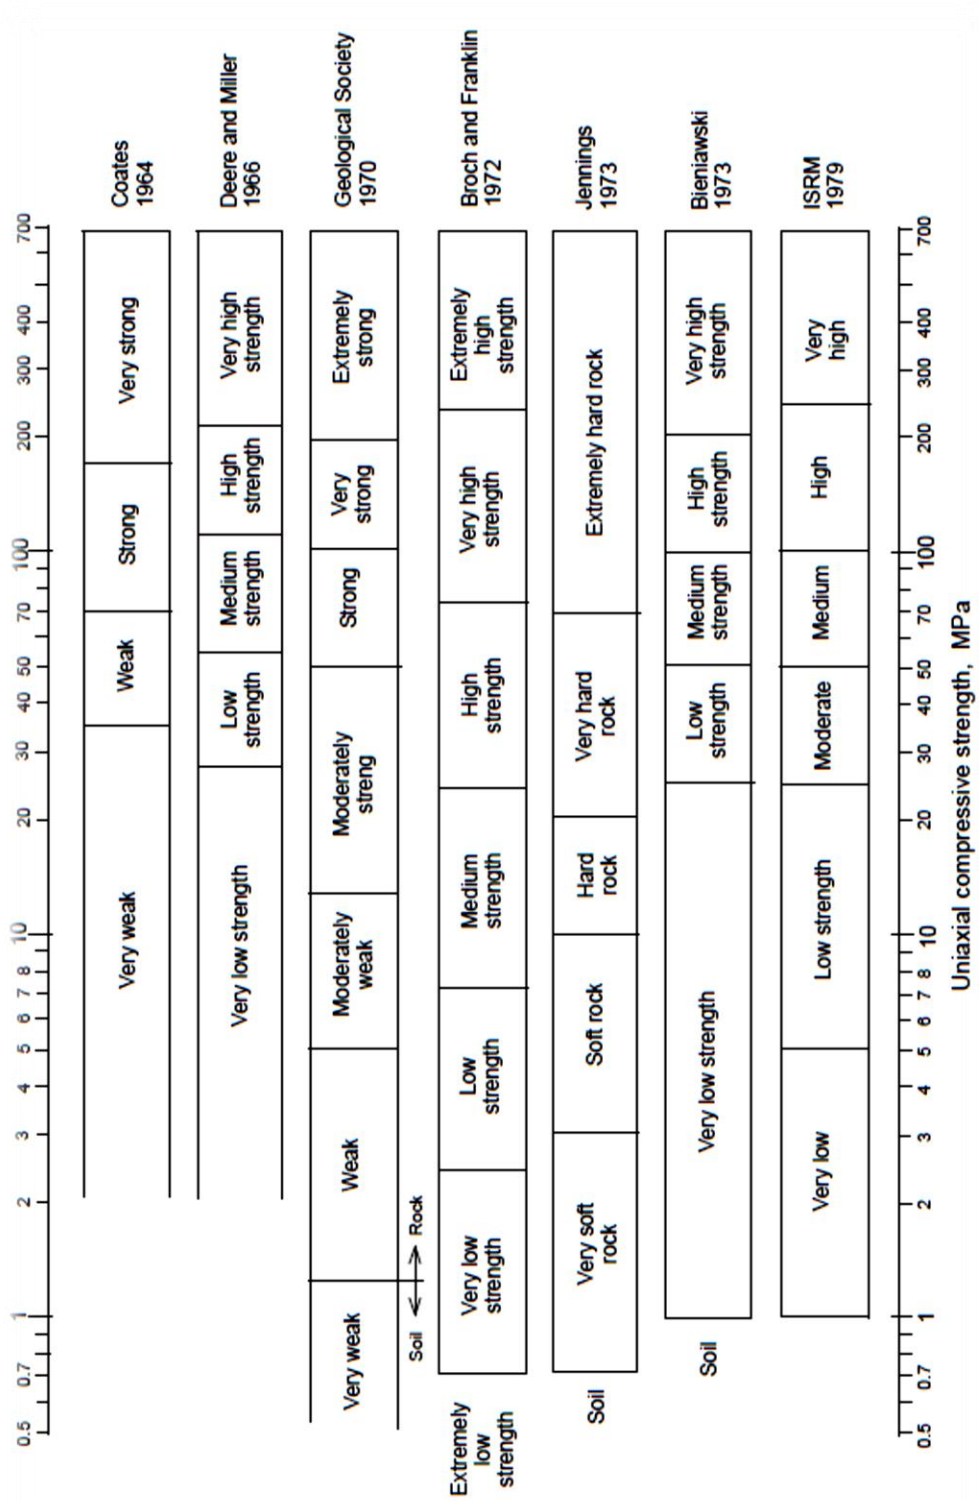 0.5 0.7 1 2 3 4 5 6 7 8 10 20 30 40 50 70 100 200 300 400 700
Very weak
Weak
Strong
Very strong
Coates
1964
Very low strength
Low
strength
Medium
strength
High
strength
Very high
strength
Deere and Miller
1966
Very weak
Weak
Moderately
weak
Moderately
streng
Strong
Very
strong
Extremely
strong
Geological Society
1970
Soil
Rock
Extremely
low
strength
Very low
strength
Low
strength
Medium
strength
High
strength
Very high
strength
Extremely
high
strength
Broch and Franklin
1972
Soil
Very soft
rock
Soft rock
Hard
rock
Very hard
rock
Extremely hard rock
Jennings
1973
Soil
Very low strength
Low
strength
Medium
strength
High
strength
Very high
strength
Bieniawski
1973
Very low
Low strength
Moderate
Medium
High
Very
high
ISRM
1979
0.5 0.7 1 2 3 4 5 6 7 8 10 20 30 40 50 70 100 200 300 400 700
Uniaxial compressive strength, MPa